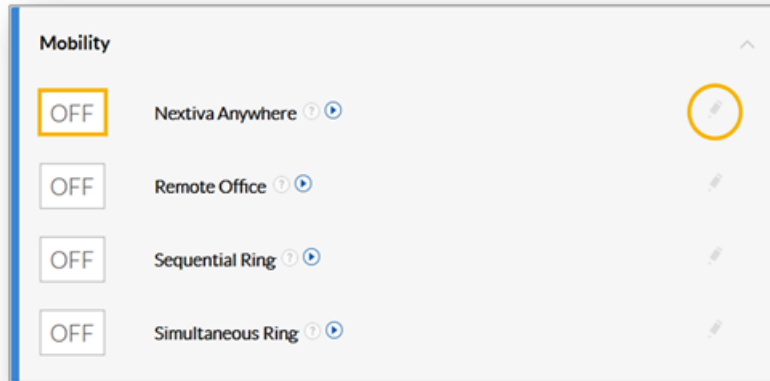 Mobility
OFF Nextiva Anywhere ?
OFF Remote Office ?
OFF Sequential Ring ?
OFF Simultaneous Ring ?